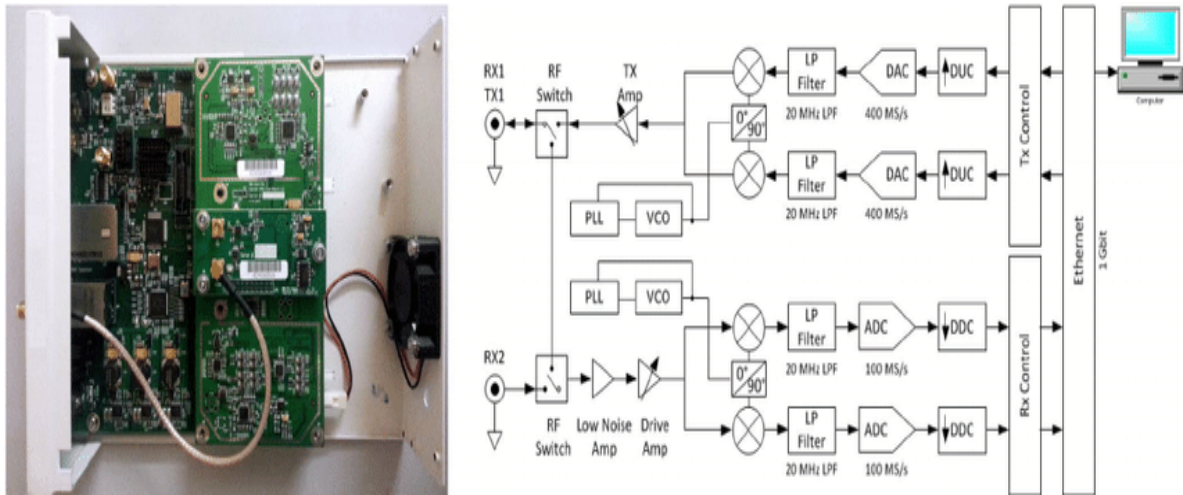 RX1
TX1
RF
Switch
TX
Amp
LP
Filter
20 MHz LPF
DAC
400 MS/s
DUC
0°
90°
LP
Filter
20 MHz LPF
DAC
400 MS/s
DUC
Tx Control
Ethernet
1 Gbit
Computer
PLL
VCO
PLL
VCO
RX2
RF
Switch
Low Noise
Amp
Drive
Amp
LP
Filter
20 MHz LPF
ADC
100 MS/s
DDC
0°
90°
LP
Filter
20 MHz LPF
ADC
100 MS/s
DDC
Rx Control